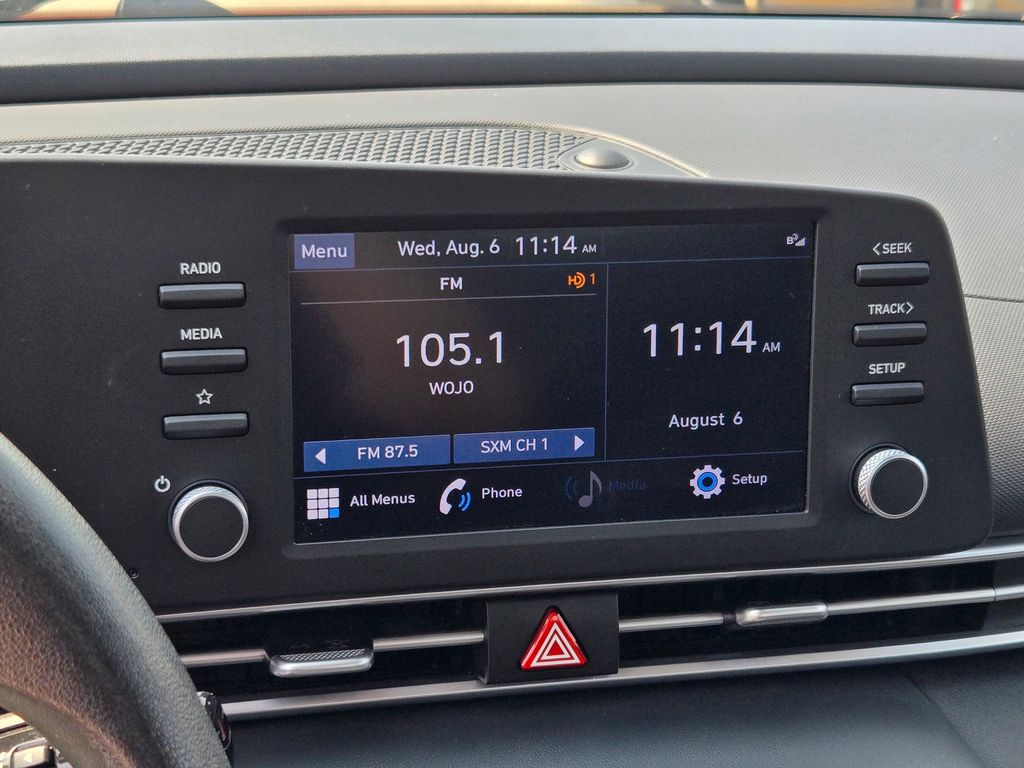 RADIO
MEDIA
Menu
Wed, Aug. 6 11:14 AM
FM
HD 1
105.1
WOJO
FM 87.5
SXM CH 1
All Menus
Phone
Media
Setup
11:14 AM
August 6
<SEEK
TRACK>
SETUP